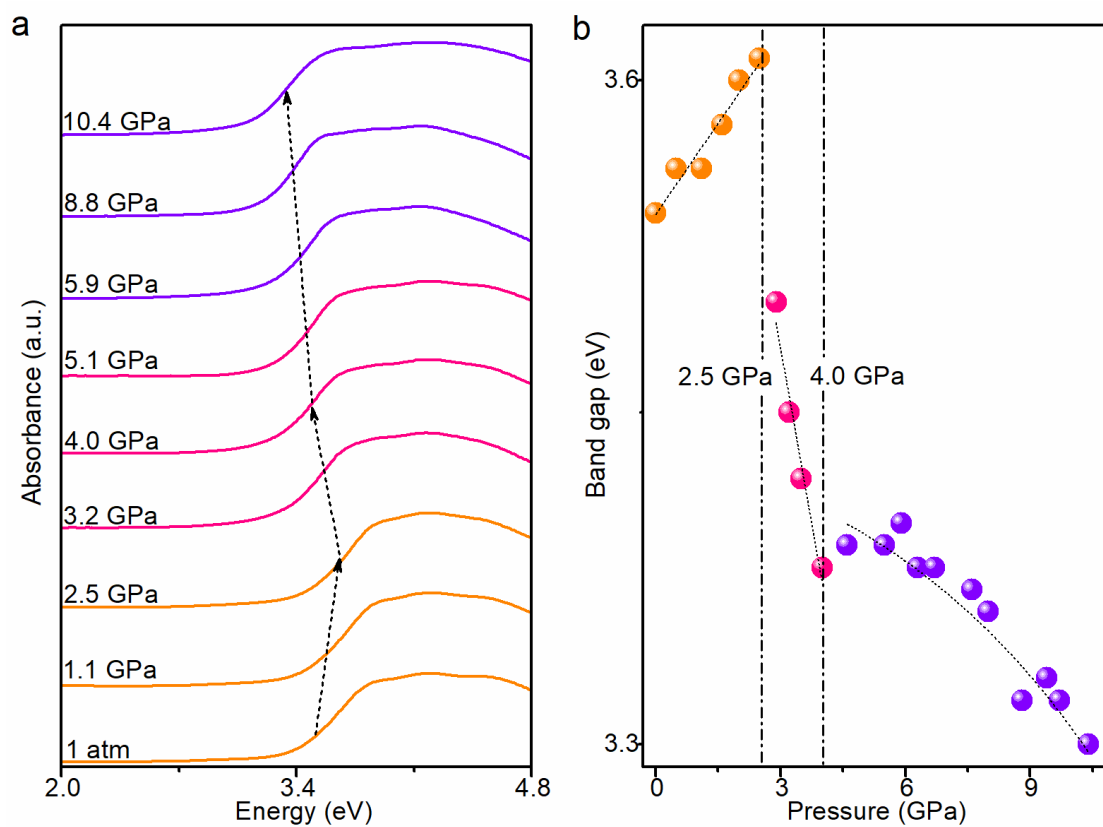 a
10.4 GPa
8.8 GPa
5.9 GPa
5.1 GPa
4.0 GPa
3.2 GPa
2.5 GPa
1.1 GPa
1 atm
Absorbance (a.u.)
2.0 3.4 4.8
Energy (eV)
b
3.6
2.5 GPa 4.0 GPa
Band gap (eV)
3.3
0 3 6 9
Pressure (GPa)